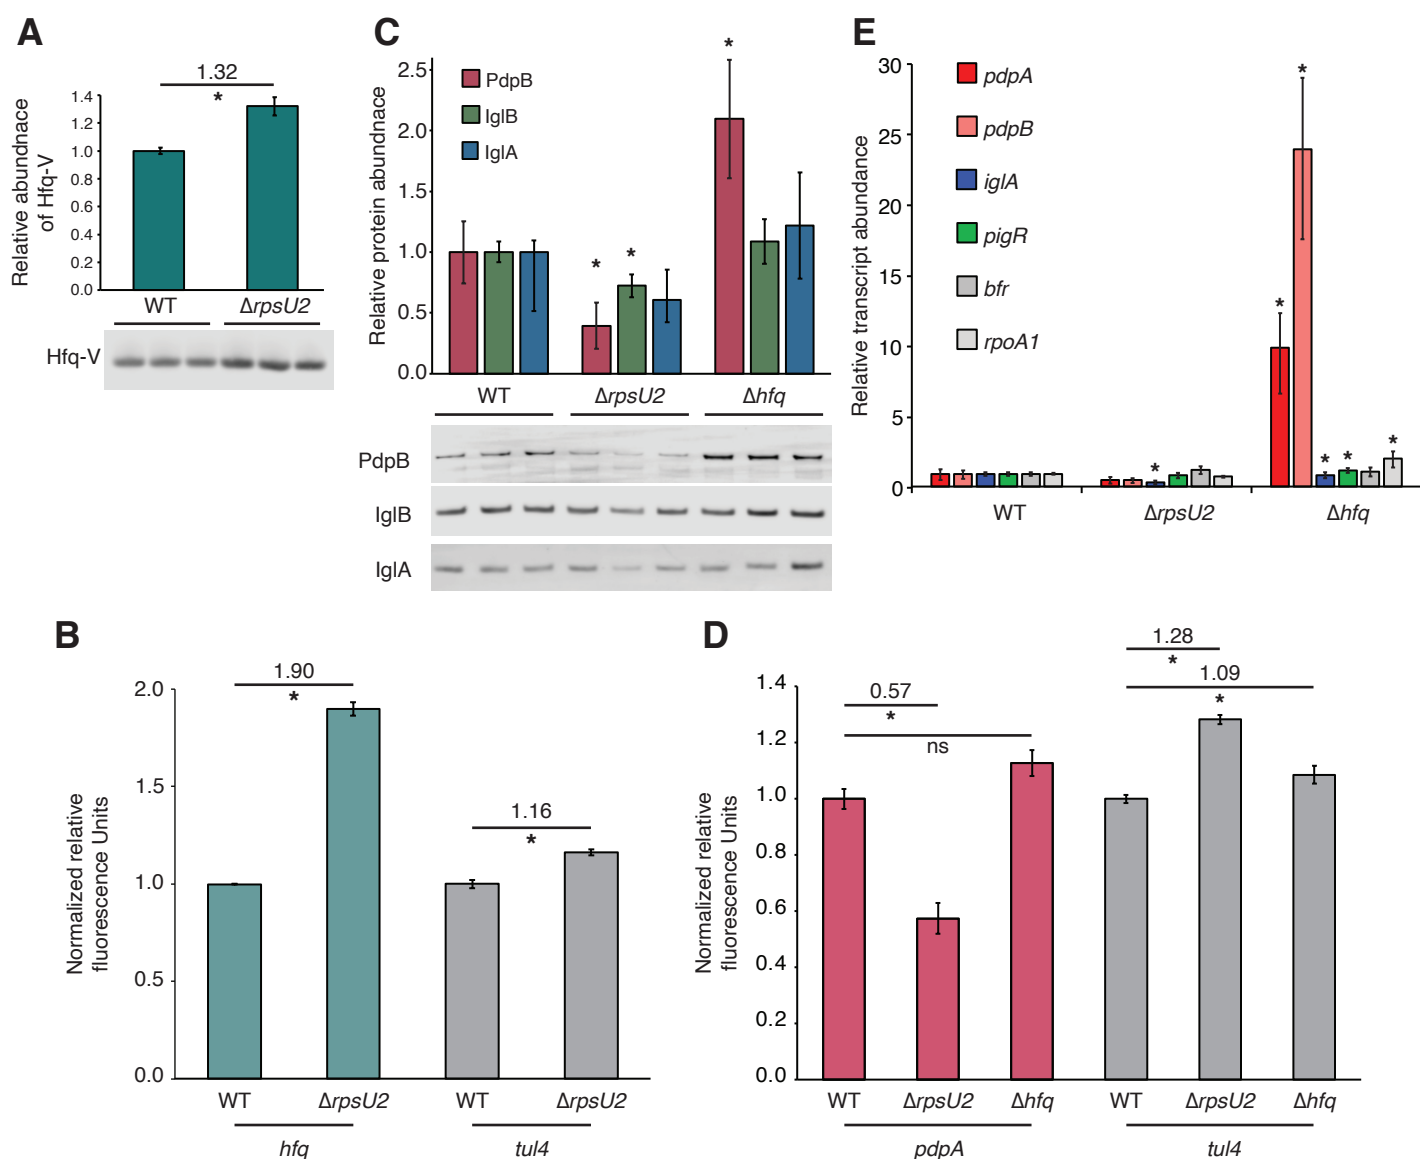 A
1.32
*
Relative abundnace
of Hfq-V
1.4
1.2
1.0
0.8
0.6
0.4
0.2
0.0
WT
ΔrpsU2
Hfq-V
C
Relative protein abundnace
2.5
2.0
1.5
1.0
0.5
0.0
PdpB
IglB
IglA
*
*
*
WT
ΔrpsU2
Δhfq
PdpB
IglB
IglA
E
Relative transcript abundance
30
25
20
15
10
5
0
pdpA
pdpB
iglA
pigR
bfr
rpoA1
*
*
*
*
*
*
WT
ΔrpsU2
Δhfq
B
Normalized relative
fluorescence Units
2.0
1.5
1.0
0.5
0.0
1.90
*
1.16
*
WT
ΔrpsU2
WT
ΔrpsU2
hfq
tul4
D
Normalized relative
fluorescence Units
1.4
1.2
1.0
0.8
0.6
0.4
0.2
0.0
0.57
*
ns
1.28
*
1.09
*
WT
ΔrpsU2
Δhfq
WT
ΔrpsU2
Δhfq
pdpA
tul4